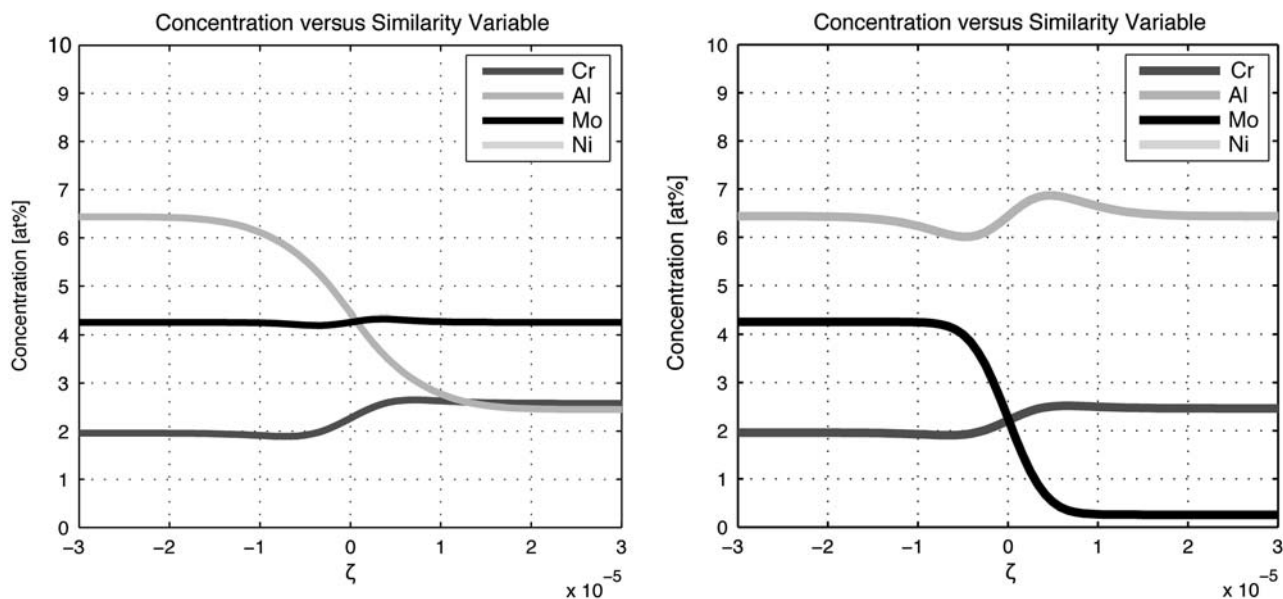 Concentration versus Similarity Variable
10
9
8
7
6
5
4
3
2
1
0
Concentration [at%]
Cr
Al
Mo
Ni
−3 −2 −1 0 1 2 3
ζ
x 10−5
Concentration versus Similarity Variable
10
9
8
7
6
5
4
3
2
1
0
Concentration [at%]
Cr
Al
Mo
Ni
−3 −2 −1 0 1 2 3
ζ
x 10−5